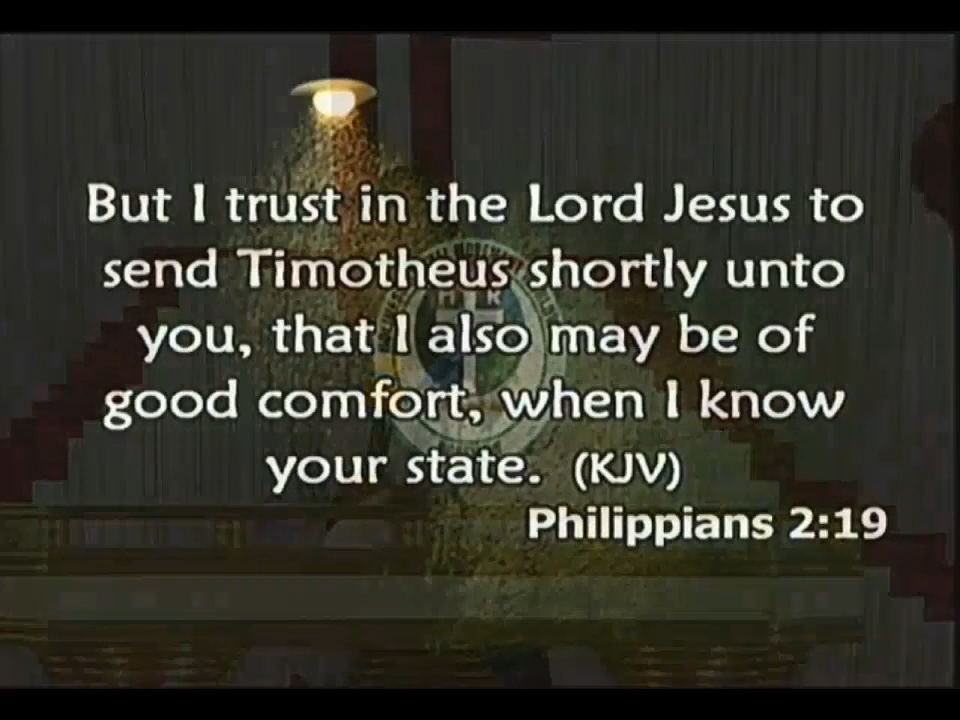 But I trust in the Lord Jesus to
send Timotheus shortly unto
you, that I also may be of
good comfort, when I know
your state. (KJV)
Philippians 2:19